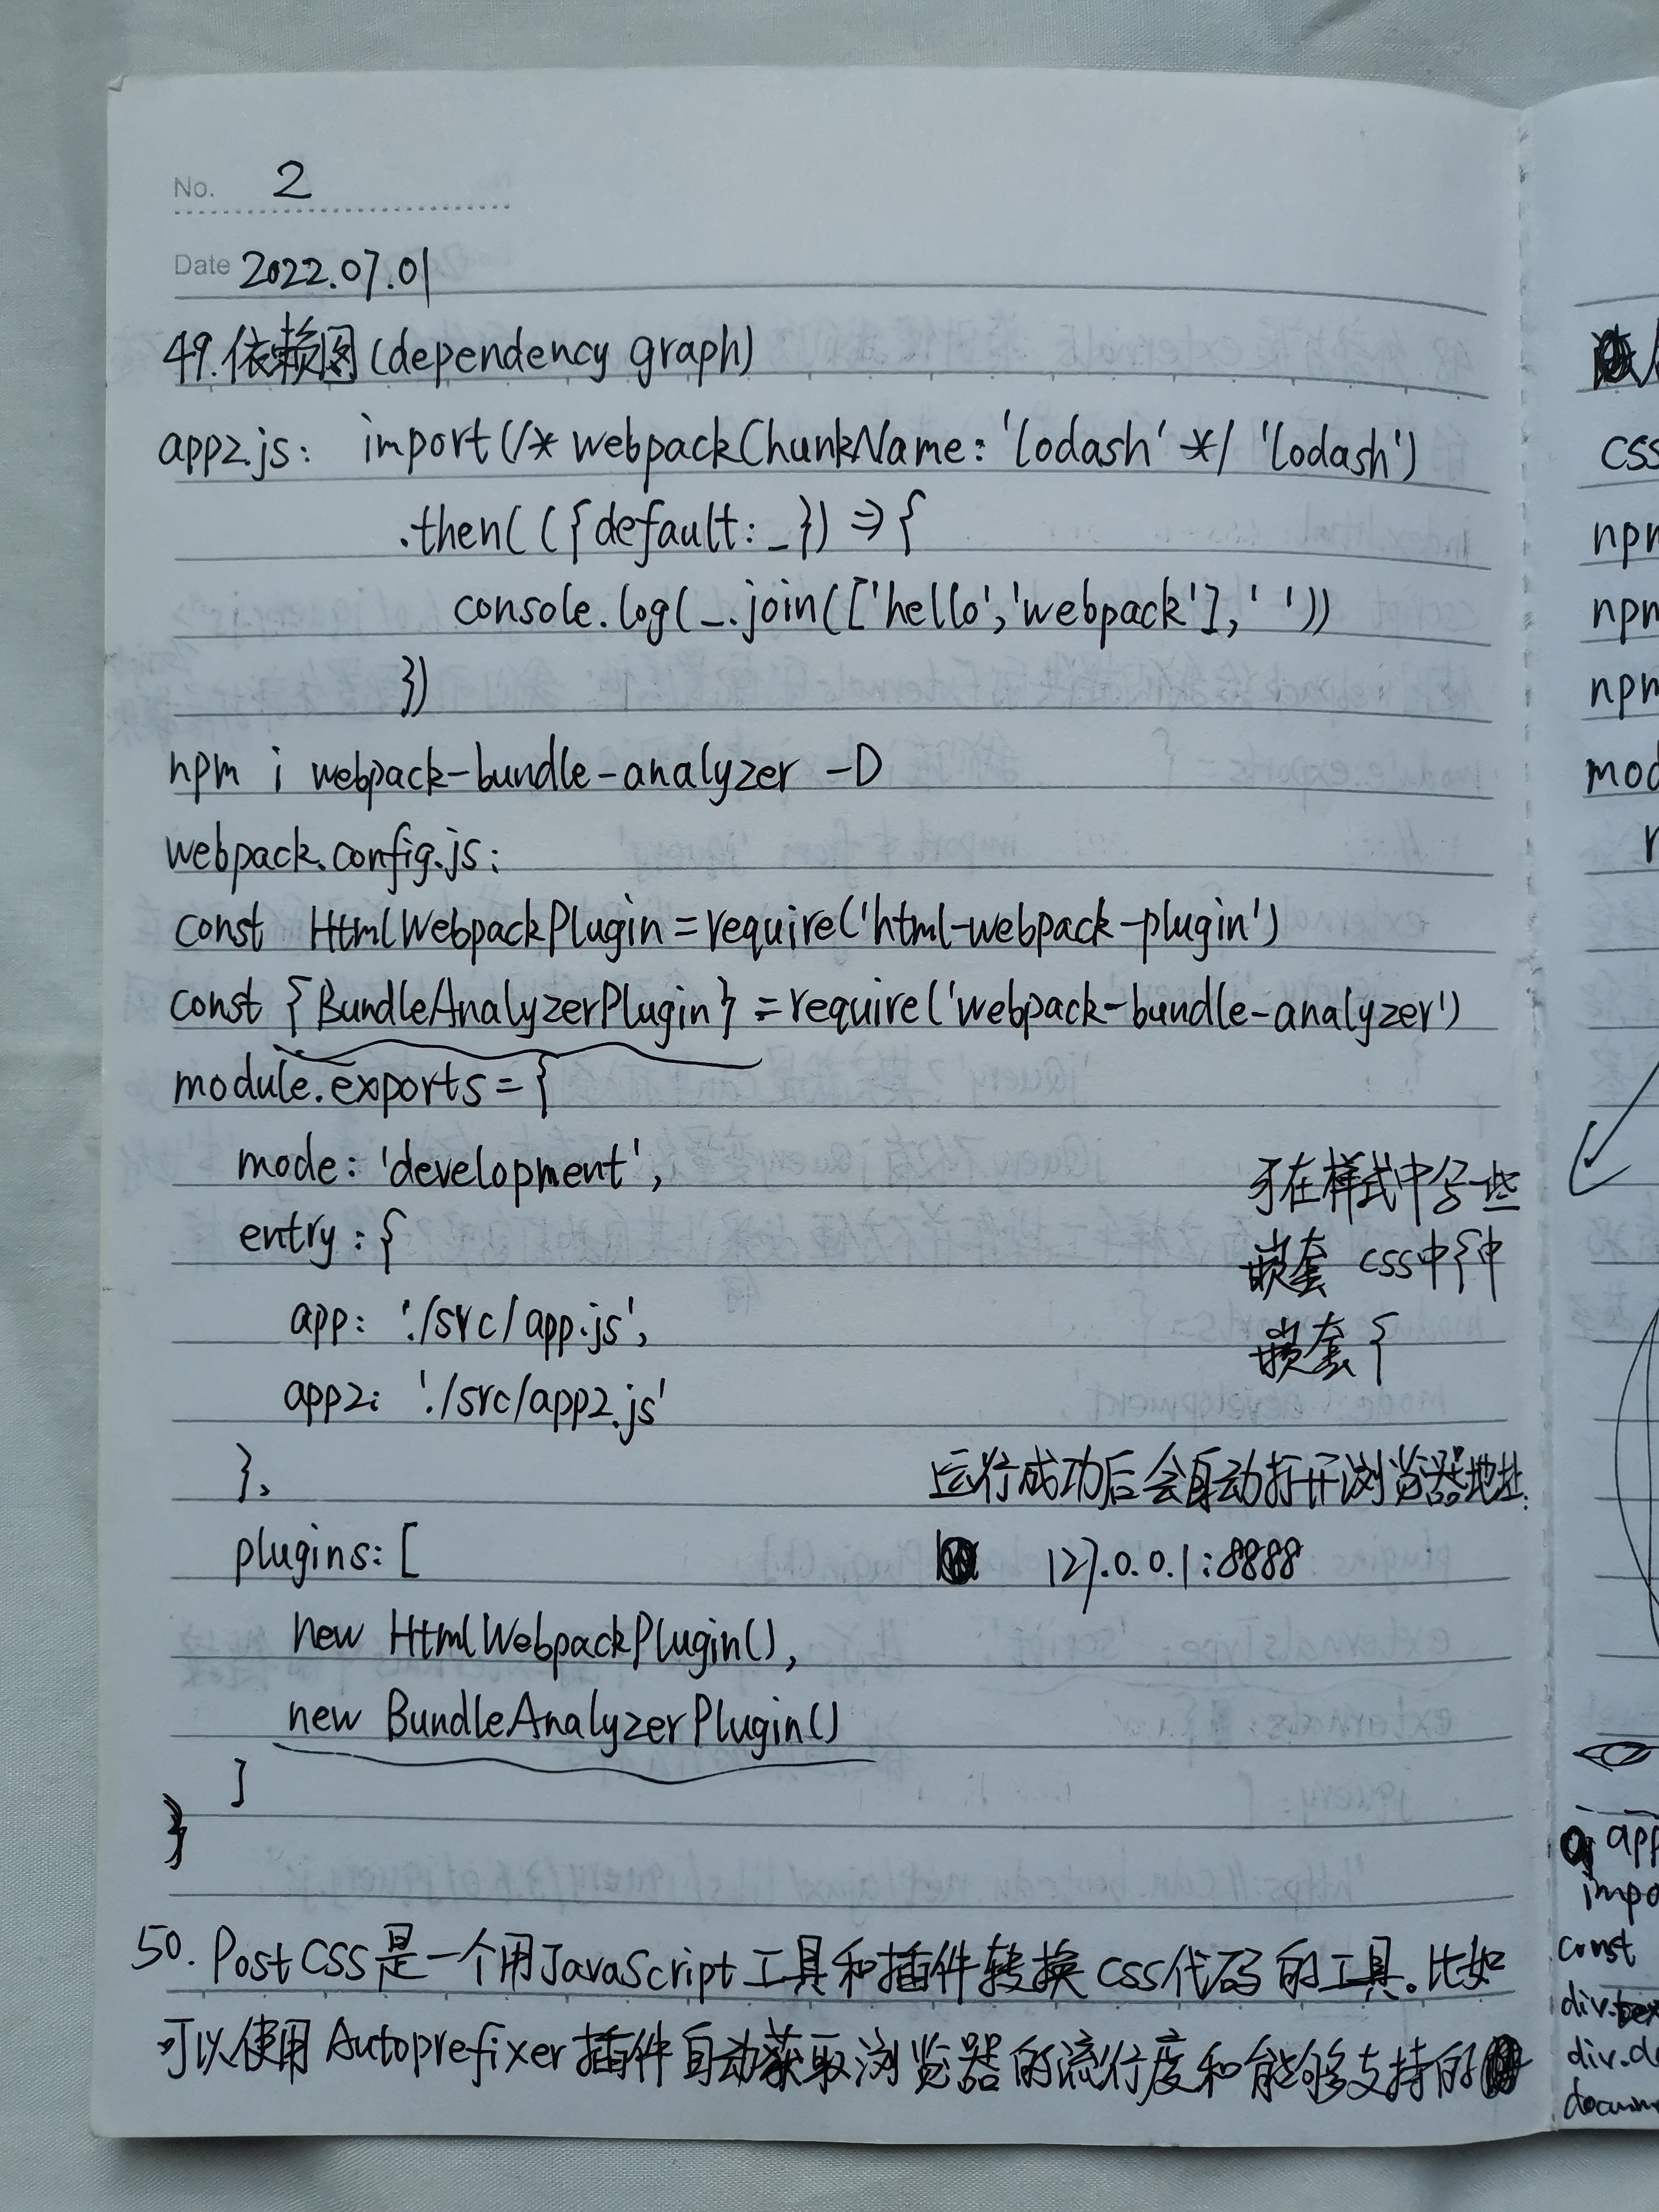 No. 2
Date 2022.07.01
49.依赖图(dependency graph)
app2.js: import(/* webpackChunkName: 'lodash' */ 'lodash')
.then(({default: _}) => {
console.log(_.join(['hello','webpack'],' '))
})
npm i webpack-bundle-analyzer -D
webpack.config.js:
const HtmlWebpackPlugin = require('html-webpack-plugin')
const {BundleAnalyzerPlugin} = require('webpack-bundle-analyzer')
module.exports = {
mode: 'development',
entry: {
app: './src/app.js',
app2: './src/app2.js'
},
plugins: [
new HtmlWebpackPlugin(),
new BundleAnalyzerPlugin()
]
}
在样式中写一些
嵌套 css中{中
嵌套{
运行成功后会自动打开浏览器地址:
127.0.0.1:8888
50. PostCSS是一个用JavaScript工具和插件转换css代码的工具。比如
可以使用Autoprefixer插件自动获取浏览器的流行度和能够支持的
css
npm
npm
npm
mod
r
app
impo
const
div.
div.de
docum